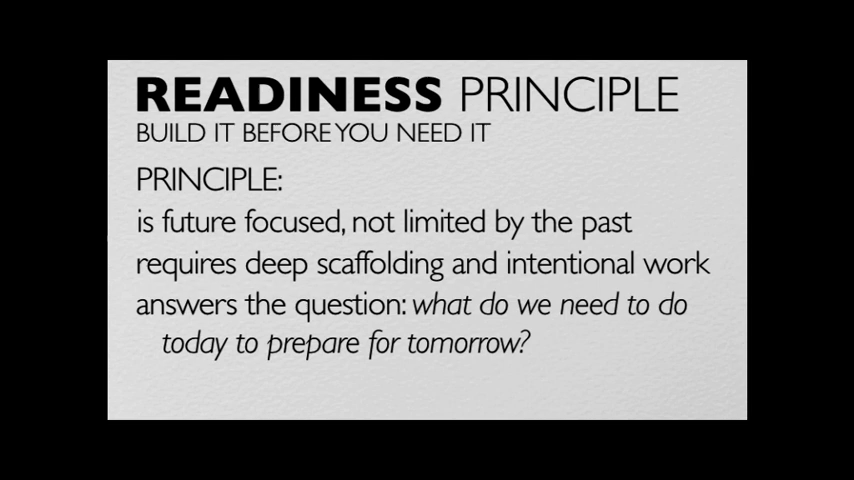 READINESS PRINCIPLE
BUILD IT BEFORE YOU NEED IT
PRINCIPLE:
is future focused, not limited by the past
requires deep scaffolding and intentional work
answers the question: what do we need to do
today to prepare for tomorrow?